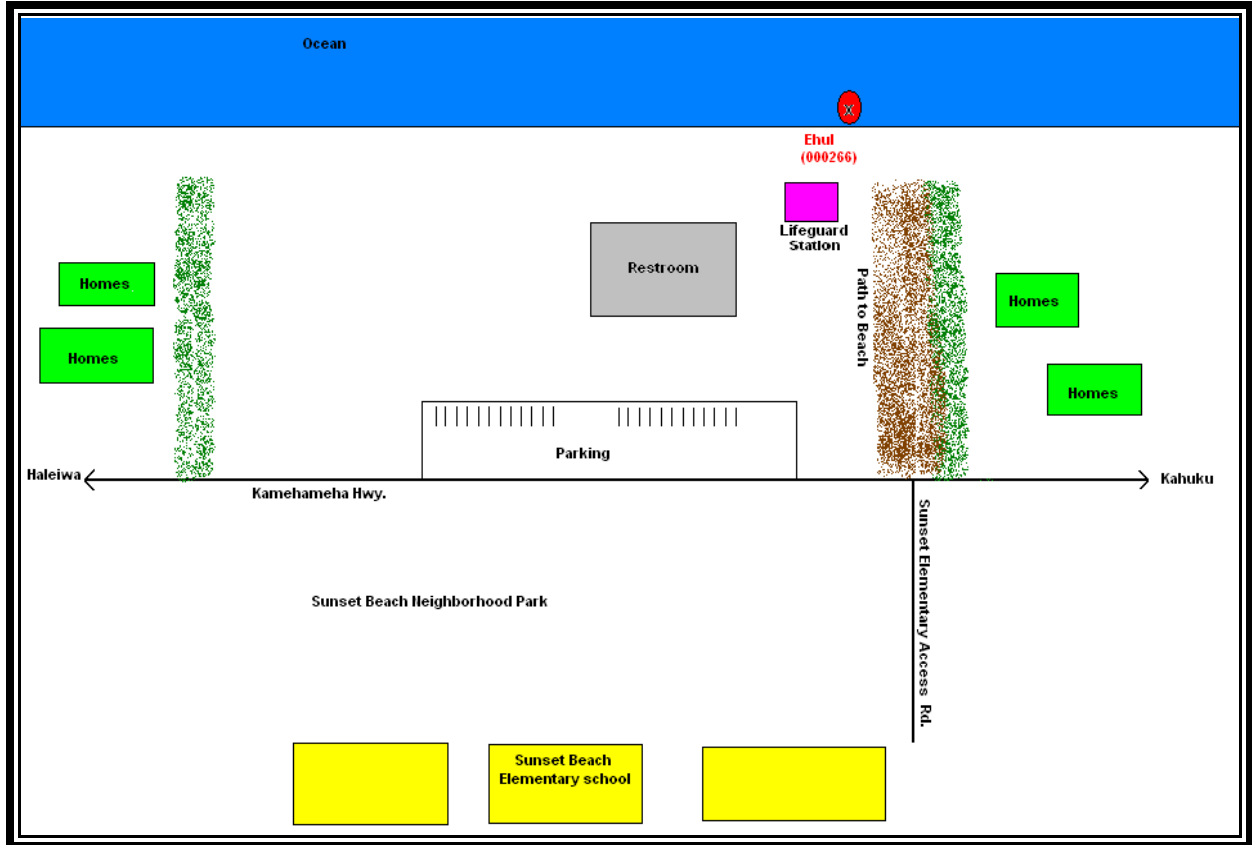 Ocean
X
Ehul
(000266)
Lifeguard
Station
Restroom
Path to Beach
Homes
Homes
Homes
Homes
Parking
Haleiwa
Kahuku
Kamehameha Hwy.
Sunset Elementary Access Rd.
Sunset Beach Neighborhood Park
Sunset Beach
Elementary school